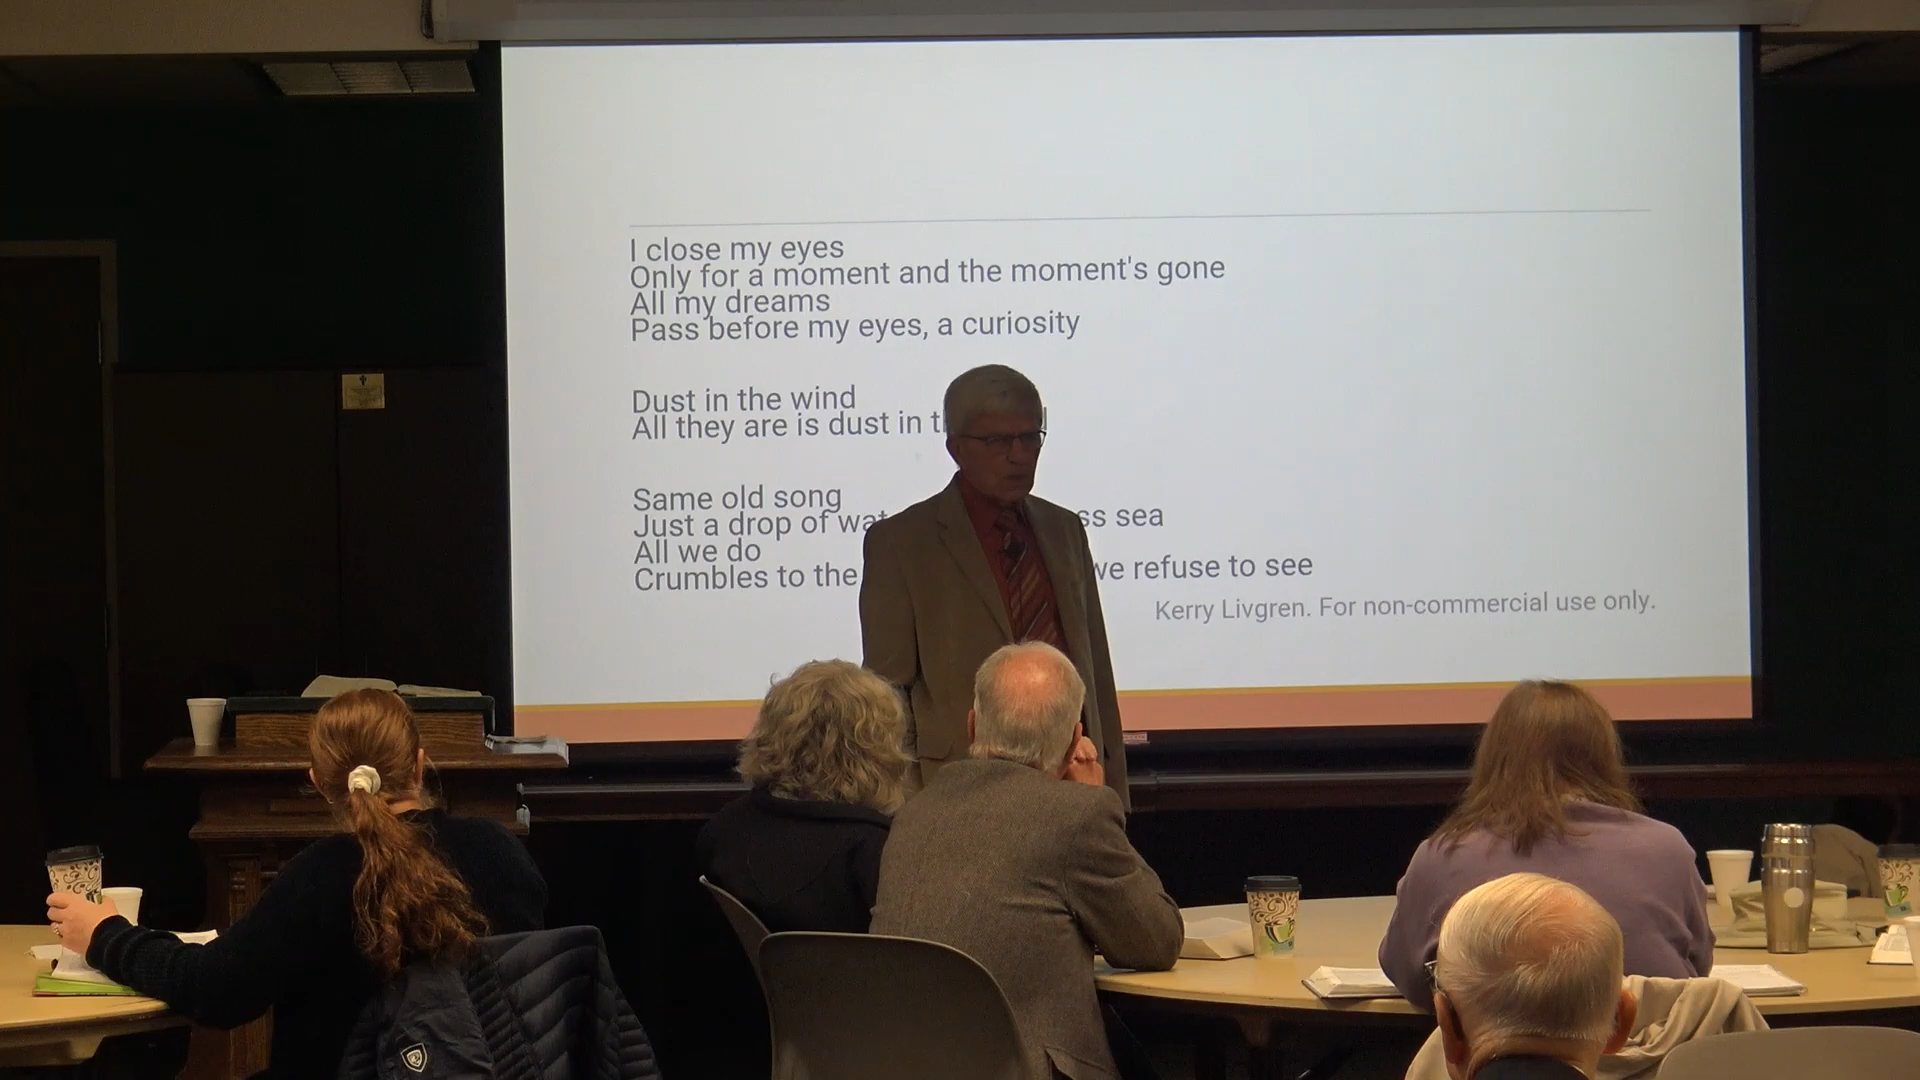 I close my eyes
Only for a moment and the moment's gone
All my dreams
Pass before my eyes, a curiosity
Dust in the wind
All they are is dust in
Same old song
Just a drop of sea
All we do
Crumbles to the we refuse to see
Kerry Livgren. For non-commercial use only.